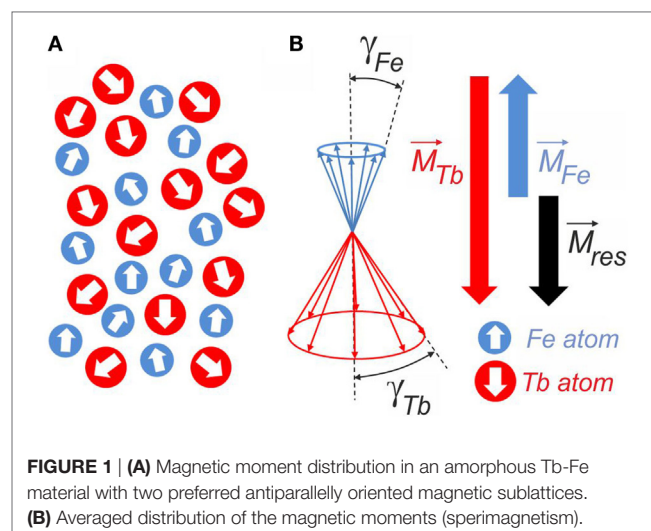 A
B
γFe
γTb
MTb
MFe
Mres
Fe atom
Tb atom
FIGURE 1 | (A) Magnetic moment distribution in an amorphous Tb-Fe
material with two preferred antiparallelly oriented magnetic sublattices.
(B) Averaged distribution of the magnetic moments (sperimagnetism).